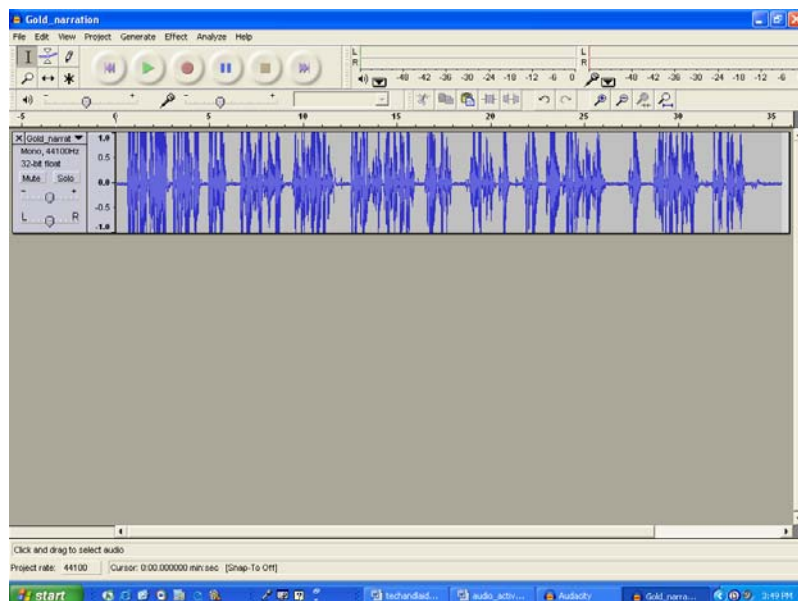 Gold_narration
File Edit View Project Generate Effect Analyze Help
L
R
-48 -42 -36 -30 -24 -18 -12 -6 0
L
R
-48 -42 -36 -30 -24 -18 -12 -6
- +
- +
-5 0 5 10 15 20 25 30 35
X Gold_narrat
Mono, 44100Hz
32-bit float
Mute Solo
- +
L R
1.0
0.5
0.0
-0.5
-1.0
Click and drag to select audio
Project rate: 44100 Cursor: 0:00.000000 min:sec [Snap-To Off]
start techandlaid... audio_activ... Audacity Gold_narra... 3:49 PM